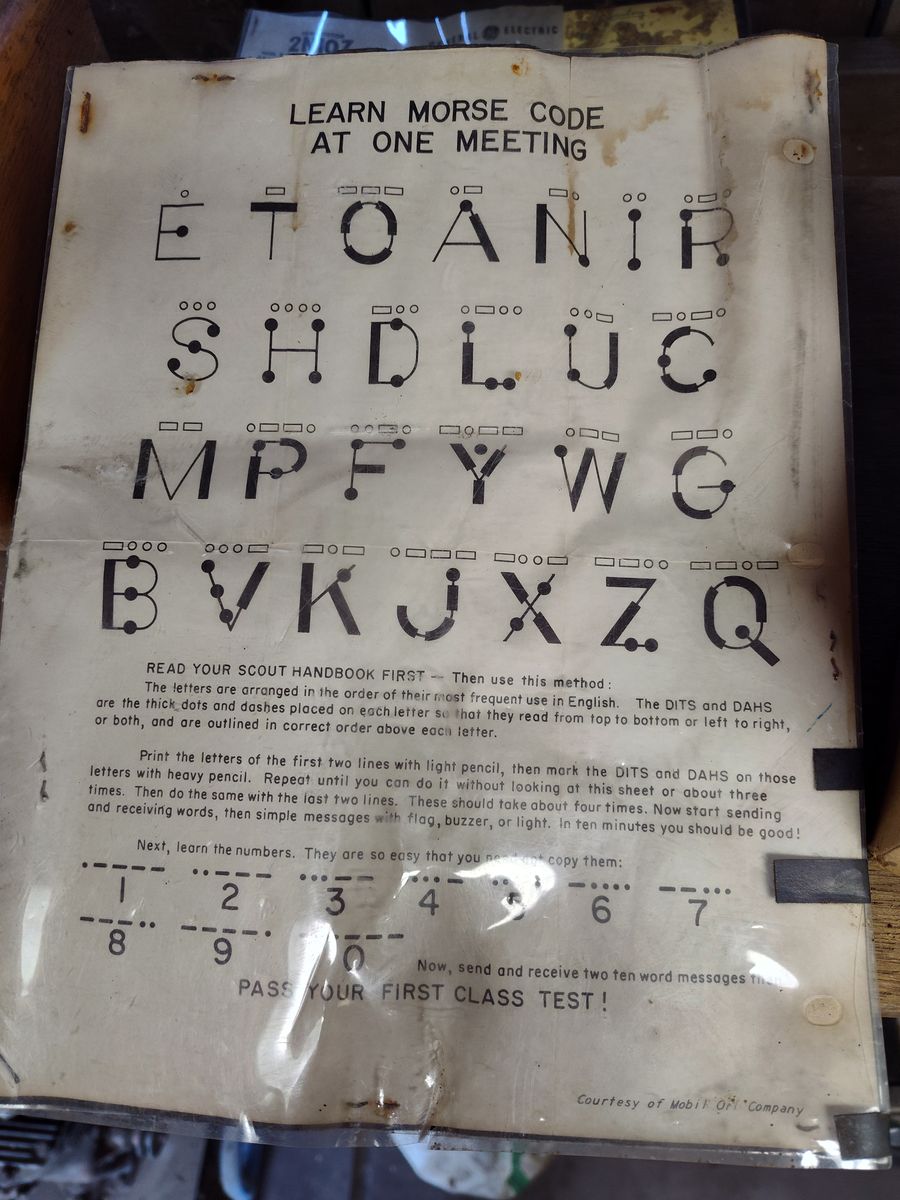 GENERAL ELECTRIC
LEARN MORSE CODE
AT ONE MEETING
E T O A N I R
S H D L U C
M P F Y W G
B V K J X Z Q
READ YOUR SCOUT HANDBOOK FIRST -- Then use this method:
The letters are arranged in the order of their most frequent use in English. The DITS and DAHS
are the thick dots and dashes placed on each letter so that they read from top to bottom or left to right,
or both, and are outlined in correct order above each letter.
Print the letters of the first two lines with light pencil, then mark the DITS and DAHS on those
letters with heavy pencil. Repeat until you can do it without looking at this sheet or about three
times. Then do the same with the last two lines. These should take about four times. Now start sending
and receiving words, then simple messages with flag, buzzer, or light. In ten minutes you should be good!
Next, learn the numbers. They are so easy that you need not copy them:
1 2 3 4 5 6 7
8 9 0
Now, send and receive two ten word messages then
PASS YOUR FIRST CLASS TEST!
Courtesy of Mobil Oil Company